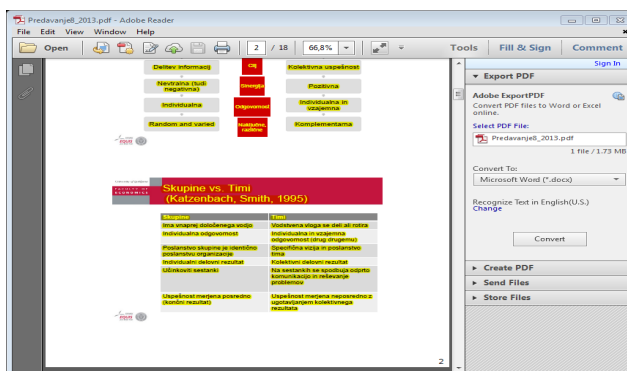 Predavanje8_2013.pdf - Adobe Reader
File Edit View Window Help
Open 2 / 18 66,8% Tools Fill & Sign Comment
Sign In
Delitev informacij Cilj Kolektivna uspešnost
Nevtralna (tudi negativna) Sinergija Pozitivna
Individualna Odgovornost Individualna in vzajemna
Random and varied Komplementarna
FACULTY OF
ECONOMICS
Skupine vs. Timi
(Katzenbach, Smith, 1995)
Skupine Timi
Ima vnaprej določenega vodjo Vodstvena vloga se deli ali rotira
Individualna odgovornost Individualna in vzajemna
odgovornost (drug drugemu)
Poslanstvo skupine je identično
poslanstvu organizacije
Specifična vizija in poslanstvo
tima
Individualni delovni rezultat Kolektivni delovni rezultat
Učinkoviti sestanki Na sestankih se spodbuja odprto
komunikacijo in reševanje
problemov
Uspešnost merjena posredno
(končni rezultat)
Uspešnost merjena neposredno z
ugotavljanjem kolektivnega
rezultata
2
Export PDF
Adobe ExportPDF
Convert PDF files to Word or Excel
online.
Select PDF File:
Predavanje8_2013.pdf
1 file / 1.73 MB
Convert To:
Microsoft Word (*.docx)
Recognize Text in English(U.S.)
Change
Convert
Create PDF
Send Files
Store Files